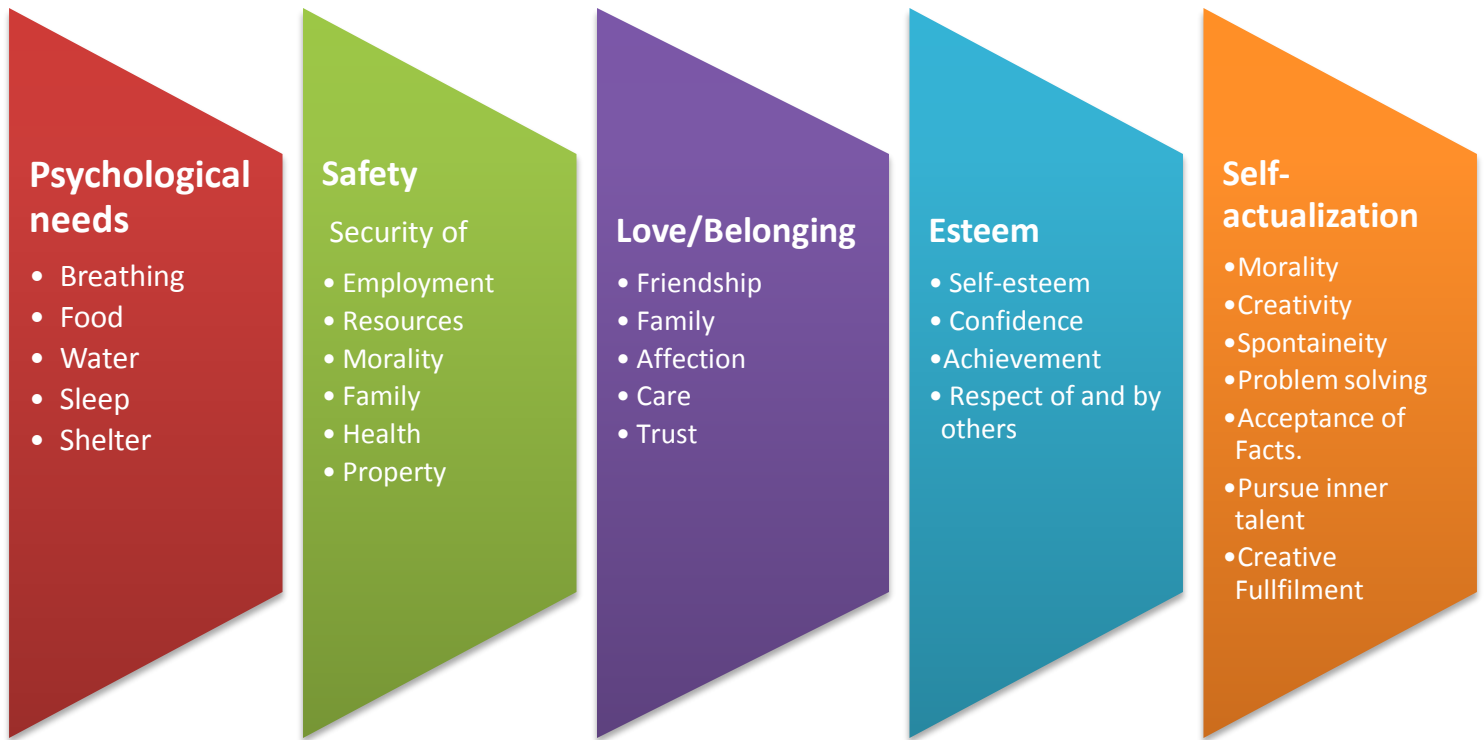 Psychological
needs
• Breathing
• Food
• Water
• Sleep
• Shelter
Safety
Security of
• Employment
• Resources
• Morality
• Family
• Health
• Property
Love/Belonging
• Friendship
• Family
• Affection
• Care
• Trust
Esteem
• Self-esteem
• Confidence
•Achievement
• Respect of and by
others
Self-
actualization
•Morality
•Creativity
•Spontaineity
•Problem solving
•Acceptance of
Facts.
•Pursue inner
talent
•Creative
Fullfilment